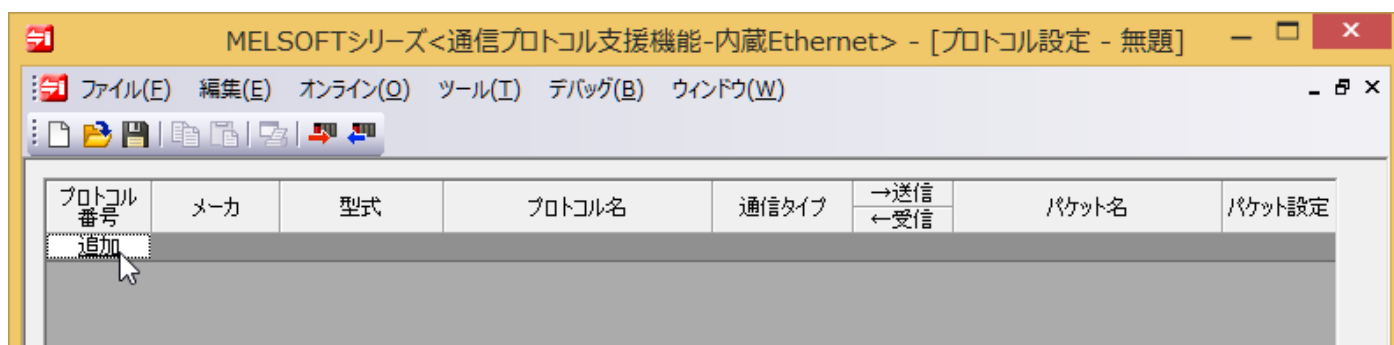 MELSOFTシリーズ<通信プロトコル支援機能-内蔵Ethernet> - [プロトコル設定 - 無題]
ファイル(F) 編集(E) オンライン(O) ツール(T) デバッグ(B) ウィンドウ(W)
プロトコル
番号
メーカ
型式
プロトコル名
通信タイプ
→送信
←受信
パケット名
パケット設定
追加